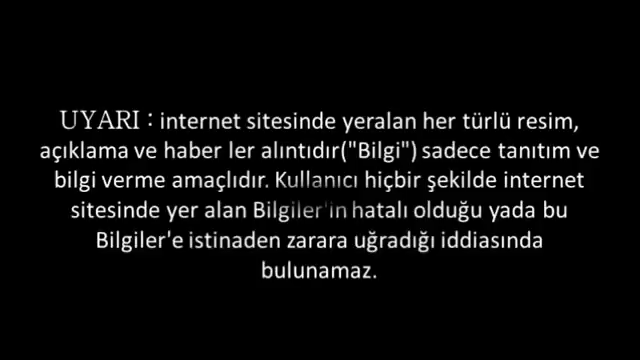 UYARI : internet sitesinde yeralan her türlü resim,
açıklama ve haber ler alıntıdır("Bilgi") sadece tanıtım ve
bilgi verme amaçlıdır. Kullanıcı hiçbir şekilde internet
sitesinde yer alan Bilgiler'in hatalı olduğu yada bu
Bilgiler'e istinaden zarara uğradığı iddiasında
bulunamaz.